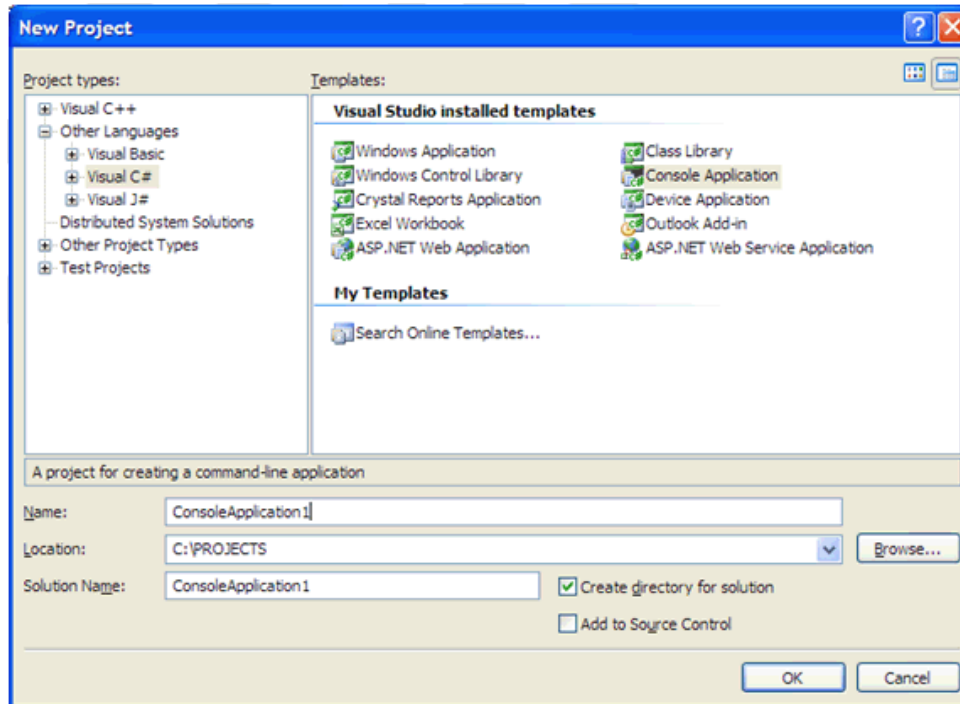 New Project
Project types:
Templates:
Visual C++
Other Languages
Visual Basic
Visual C#
Visual J#
Distributed System Solutions
Other Project Types
Test Projects
Visual Studio installed templates
Windows Application
Class Library
Windows Control Library
Console Application
Crystal Reports Application
Device Application
Excel Workbook
Outlook Add-in
ASP.NET Web Application
ASP.NET Web Service Application
My Templates
Search Online Templates...
A project for creating a command-line application
Name:
ConsoleApplication1
Location:
C:\PROJECTS
Browse...
Solution Name:
ConsoleApplication1
Create directory for solution
Add to Source Control
OK
Cancel